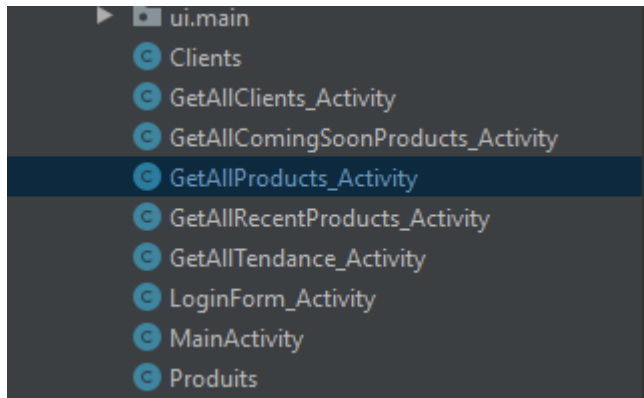 ui.main
Clients
GetAllClients_Activity
GetAllComingSoonProducts_Activity
GetAllProducts_Activity
GetAllRecentProducts_Activity
GetAllTendance_Activity
LoginForm_Activity
MainActivity
Produits